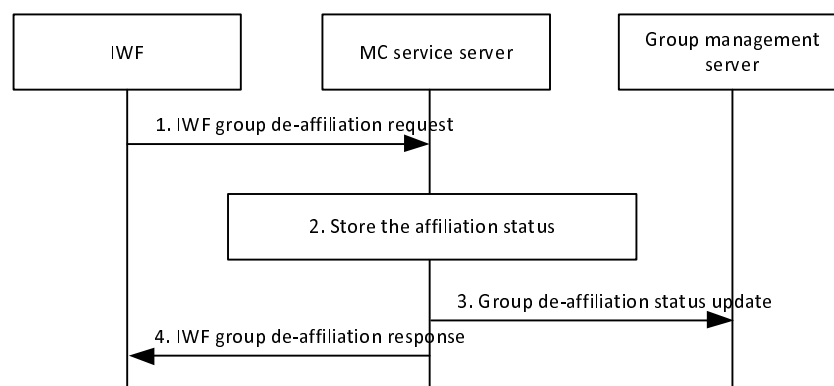 IWF
MC service server
Group management
server
1. IWF group de-affiliation request
2. Store the affiliation status
3. Group de-affiliation status update
4. IWF group de-affiliation response